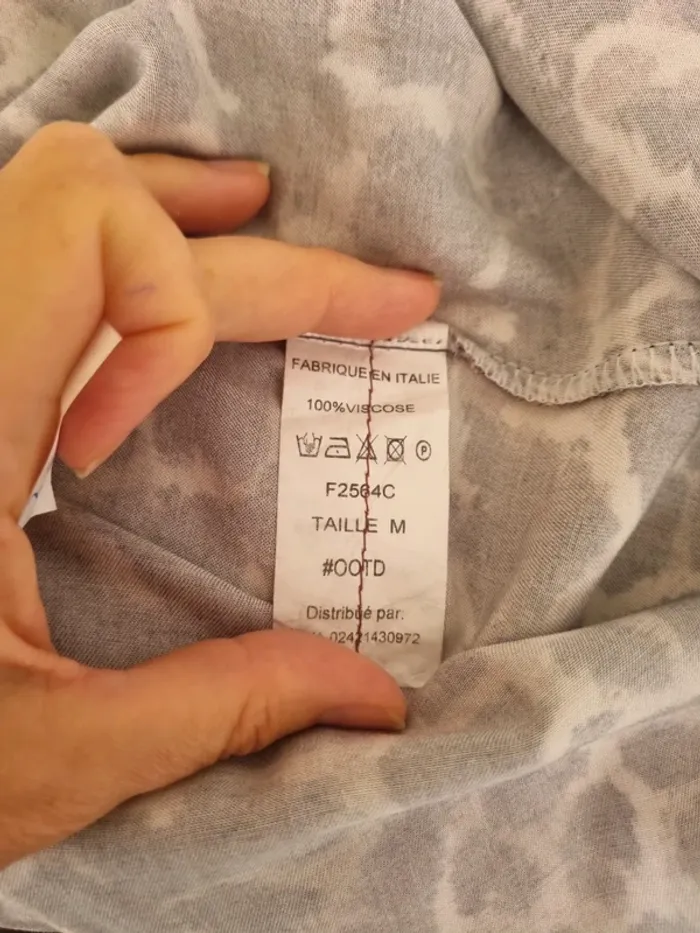 FABRIQUE EN ITALIE
100%VISCOSE
P
F2564C
TAILLE M
#OOTD
Distribué par:
02421430972